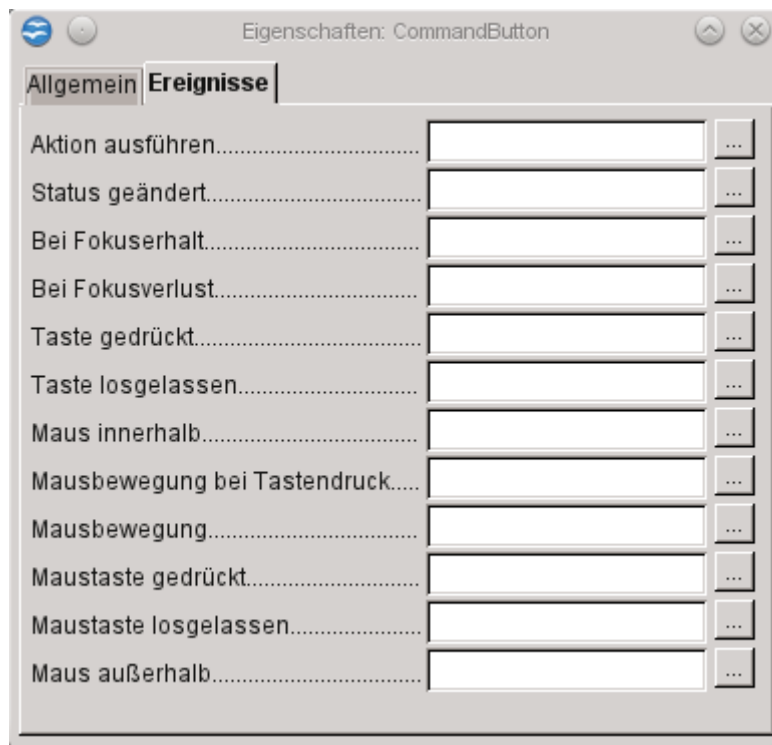 Eigenschaften: CommandButton
Allgemein Ereignisse
Aktion ausführen................................. ...
Status geändert.................................. ...
Bei Fokuserhalt.................................. ...
Bei Fokusverlust................................. ...
Taste gedrückt................................... ...
Taste losgelassen................................ ...
Maus innerhalb................................... ...
Mausbewegung bei Tastendruck..... ...
Mausbewegung.................................. ...
Maustaste gedrückt............................ ...
Maustaste losgelassen..................... ...
Maus außerhalb.................................. ...